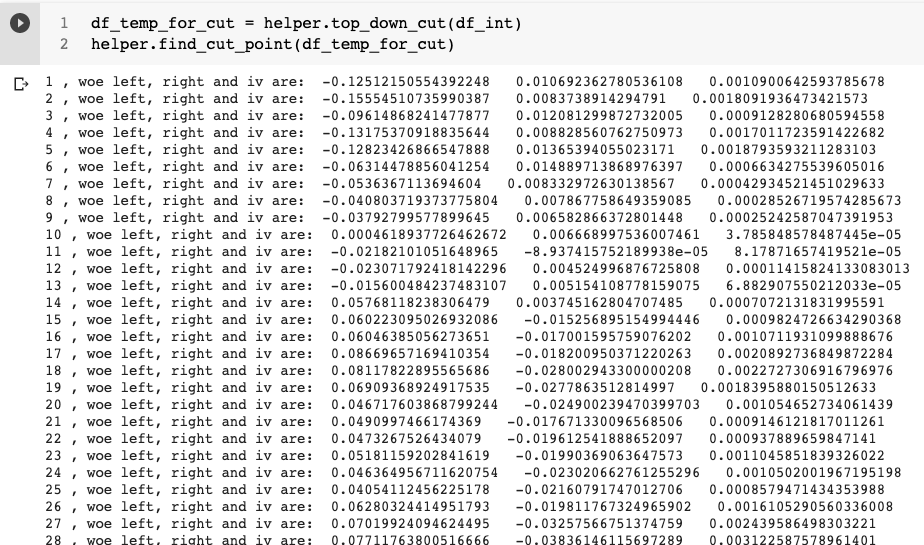 1 df_temp_for_cut = helper.top_down_cut(df_int)
2 helper.find_cut_point(df_temp_for_cut)
1 , woe left, right and iv are: -0.12512150554392248 0.010692362780536108 0.0010900642593785678
2 , woe left, right and iv are: -0.15554510735990387 0.0083738914294791 0.0018091936473421573
3 , woe left, right and iv are: -0.09614868241477877 0.012081299872732005 0.0009128280680594558
4 , woe left, right and iv are: -0.13175370918835644 0.008828560762750973 0.0017011723591422682
5 , woe left, right and iv are: -0.12823426866547888 0.01365394055023171 0.0018793593211283103
6 , woe left, right and iv are: -0.06314478856041254 0.014889713868976397 0.0006634275539605016
7 , woe left, right and iv are: -0.0536367113694604 0.008332972630138567 0.00042934521451029633
8 , woe left, right and iv are: -0.040803719373775804 0.007867758649359085 0.00028526719574285673
9 , woe left, right and iv are: -0.03792799577899645 0.006582866372801448 0.00025242587047391953
10 , woe left, right and iv are: 0.0004618937726462672 0.0066689975360007461 3.785848578487445e-05
11 , woe left, right and iv are: -0.0218210105164896​5 -8.937415752189938e-05 8.17871657419521e-05
12 , woe left, right and iv are: -0.023071792418142296 0.004524996876725808 0.00011415824133083013
13 , woe left, right and iv are: -0.015600484237483107 0.005154108778159075 6.882907550212033e-05
14 , woe left, right and iv are: 0.05768118238306479 0.003745162804707485 0.0007072131831995591
15 , woe left, right and iv are: 0.060223095026932086 -0.015256895154994446 0.0009824726634290368
16 , woe left, right and iv are: 0.06046385056273651 -0.017001595759076202 0.0010711931099888676
17 , woe left, right and iv are: 0.08669657169410354 -0.018200950371220263 0.0020892736849872284
18 , woe left, right and iv are: 0.08117822895565686 -0.0280029433000000208 0.0022727306916796976
19 , woe left, right and iv are: 0.06909368924917535 -0.0277863512814997 0.0018395880150512633
20 , woe left, right and iv are: 0.046717603868799244 -0.024900239470399703 0.001054652734061439
21 , woe left, right and iv are: 0.0490997466174369 -0.017671330096568506 0.0009146121817011261
22 , woe left, right and iv are: 0.0473267526434079 -0.019612541888652097 0.000937889659847141
23 , woe left, right and iv are: 0.05181159202841619 -0.01990369063647573 0.0011045851839326022
24 , woe left, right and iv are: 0.046364956711620754 -0.023020662761255296 0.0010502001967195198
25 , woe left, right and iv are: 0.04054112456225178 -0.02160791747012706 0.0008579471434353988
26 , woe left, right and iv are: 0.06280324414951793 -0.019811767324965902 0.0016105290560336008
27 , woe left, right and iv are: 0.07019924094624495 -0.03257566751374759 0.002439586498303221
28 , woe left, right and iv are: 0.07711763800516666 -0.03836146115697289 0.003122587578961401